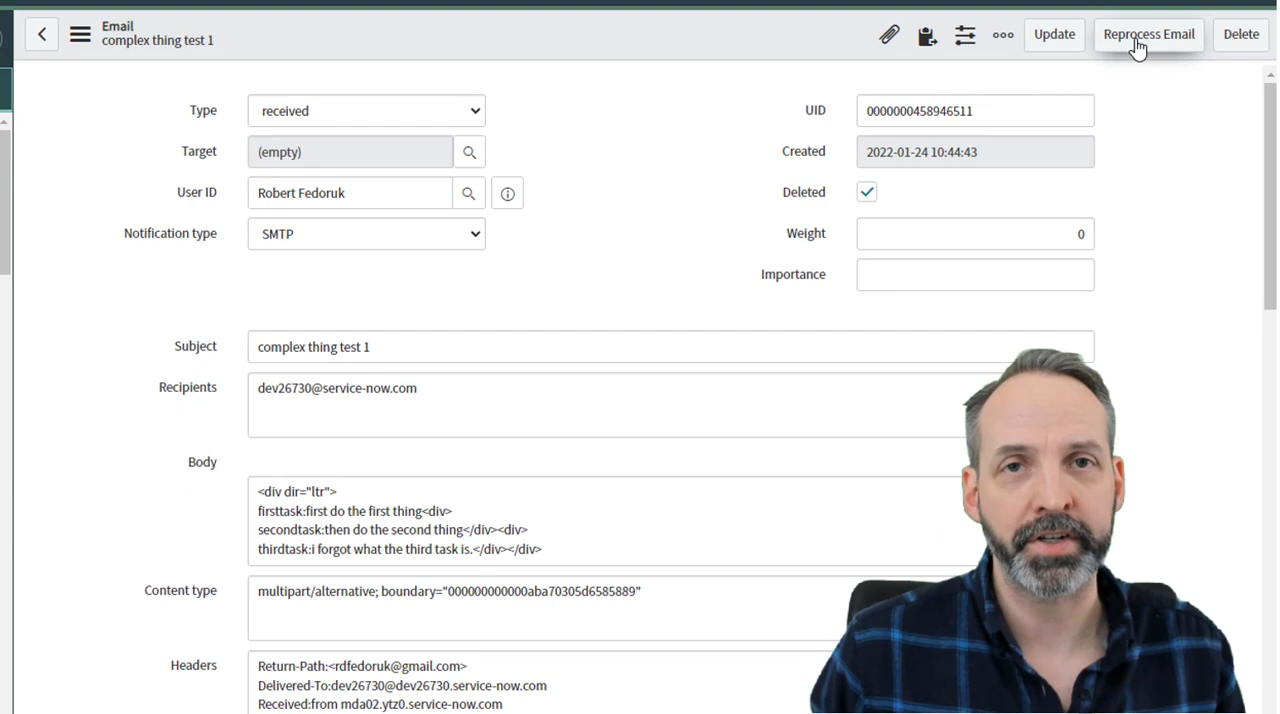 Email
complex thing test 1
Update
Reprocess Email
Delete
Type
received
UID
0000000458946511
Target
(empty)
Created
2022-01-24 10:44:43
User ID
Robert Fedoruk
Deleted
Notification type
SMTP
Weight
0
Importance
Subject
complex thing test 1
Recipients
dev26730@service-now.com
Body
<div dir="ltr">
firsttask:first do the first thing<div>
secondtask:then do the second thing</div><div>
thirdtask:i forgot what the third task is.</div></div>
Content type
multipart/alternative; boundary="000000000000aba70305d6585889"
Headers
Return-Path:<rdfedoruk@gmail.com>
Delivered-To:dev26730@dev26730.service-now.com
Received:from mda02.ytz0.service-now.com